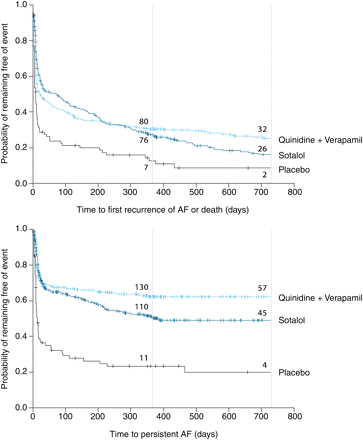 Probability of remaining free of event
1.0
0.8
0.6
0.4
0.2
0.0
80
76
7
32
26
2
Quinidine + Verapamil
Sotalol
Placebo
0 100 200 300 400 500 600 700 800
Time to first recurrence of AF or death (days)
Probability of remaining free of event
1.0
0.8
0.6
0.4
0.2
0.0
130
110
11
57
45
4
Quinidine + Verapamil
Sotalol
Placebo
0 100 200 300 400 500 600 700 800
Time to persistent AF (days)